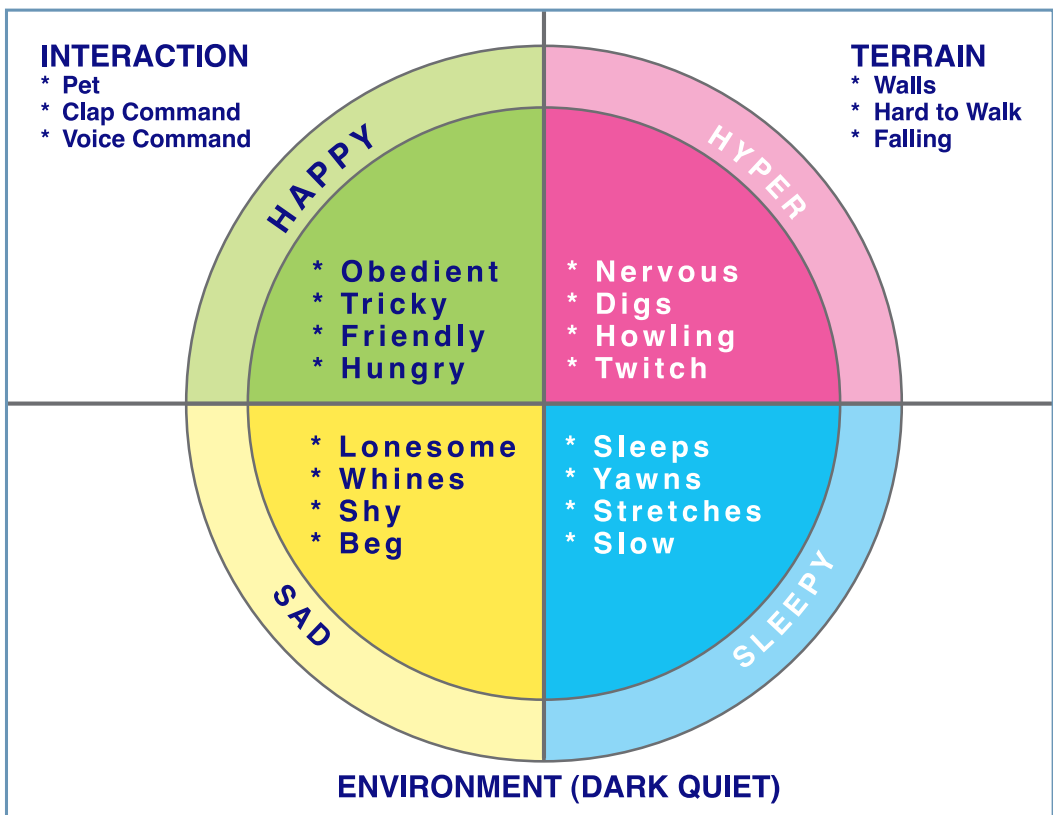 INTERACTION
* Pet
* Clap Command
* Voice Command
TERRAIN
* Walls
* Hard to Walk
* Falling
HAPPY
* Obedient
* Tricky
* Friendly
* Hungry
HYPER
* Nervous
* Digs
* Howling
* Twitch
* Lonesome
* Whines
* Shy
* Beg
SAD
* Sleeps
* Yawns
* Stretches
* Slow
SLEEPY
ENVIRONMENT (DARK QUIET)